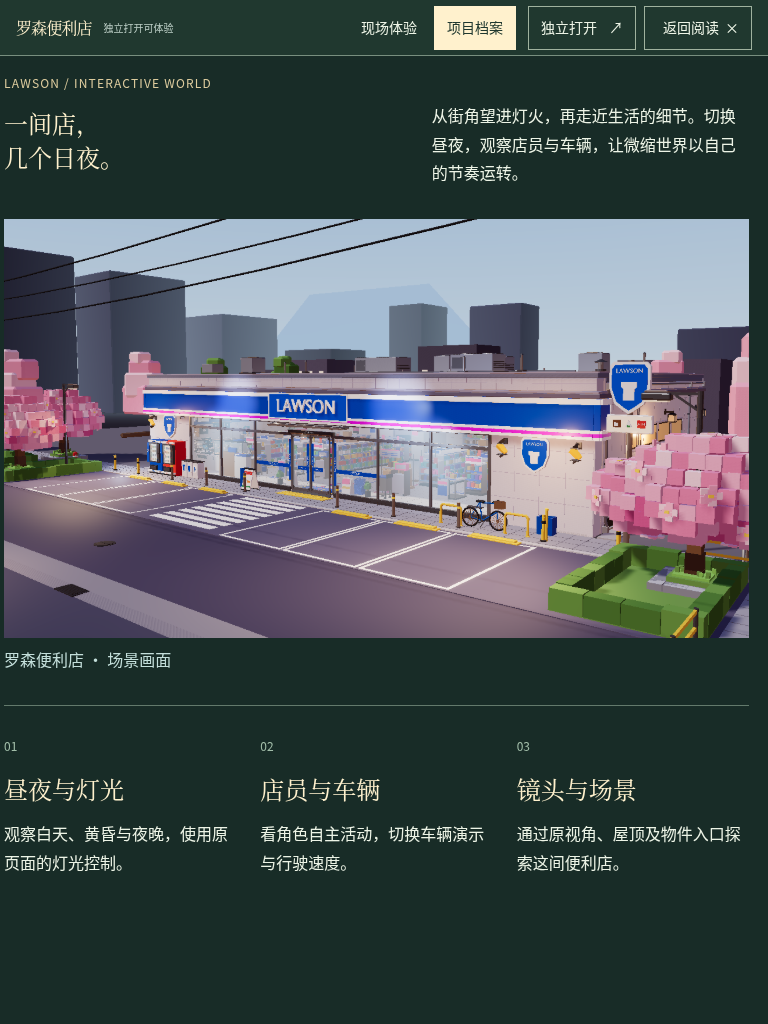 罗森便利店 独立打开可体验 现场体验 项目档案 独立打开 ↗ 返回阅读 ×
LAWSON / INTERACTIVE WORLD
一间店，
几个日夜。
从街角望进灯火，再走近生活的细节。切换
昼夜，观察店员与车辆，让微缩世界以自己
的节奏运转。
LAWSON
LAWSON
LAWSON
罗森便利店 · 场景画面
01
昼夜与灯光
观察白天、黄昏与夜晚，使用原
页面的灯光控制。
02
店员与车辆
看角色自主活动，切换车辆演示
与行驶速度。
03
镜头与场景
通过原视角、屋顶及物件入口探
索这间便利店。